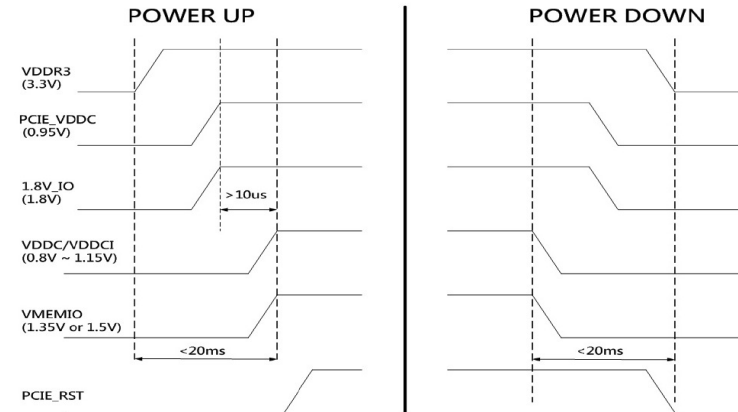 POWER UP
POWER DOWN
VDDR3
(3.3V)
PCIE_VDDC
(0.95V)
1.8V_IO
(1.8V)
>10us
VDDC/VDDCI
(0.8V ~ 1.15V)
VMEMIO
(1.35V or 1.5V)
<20ms
<20ms
PCIE_RST